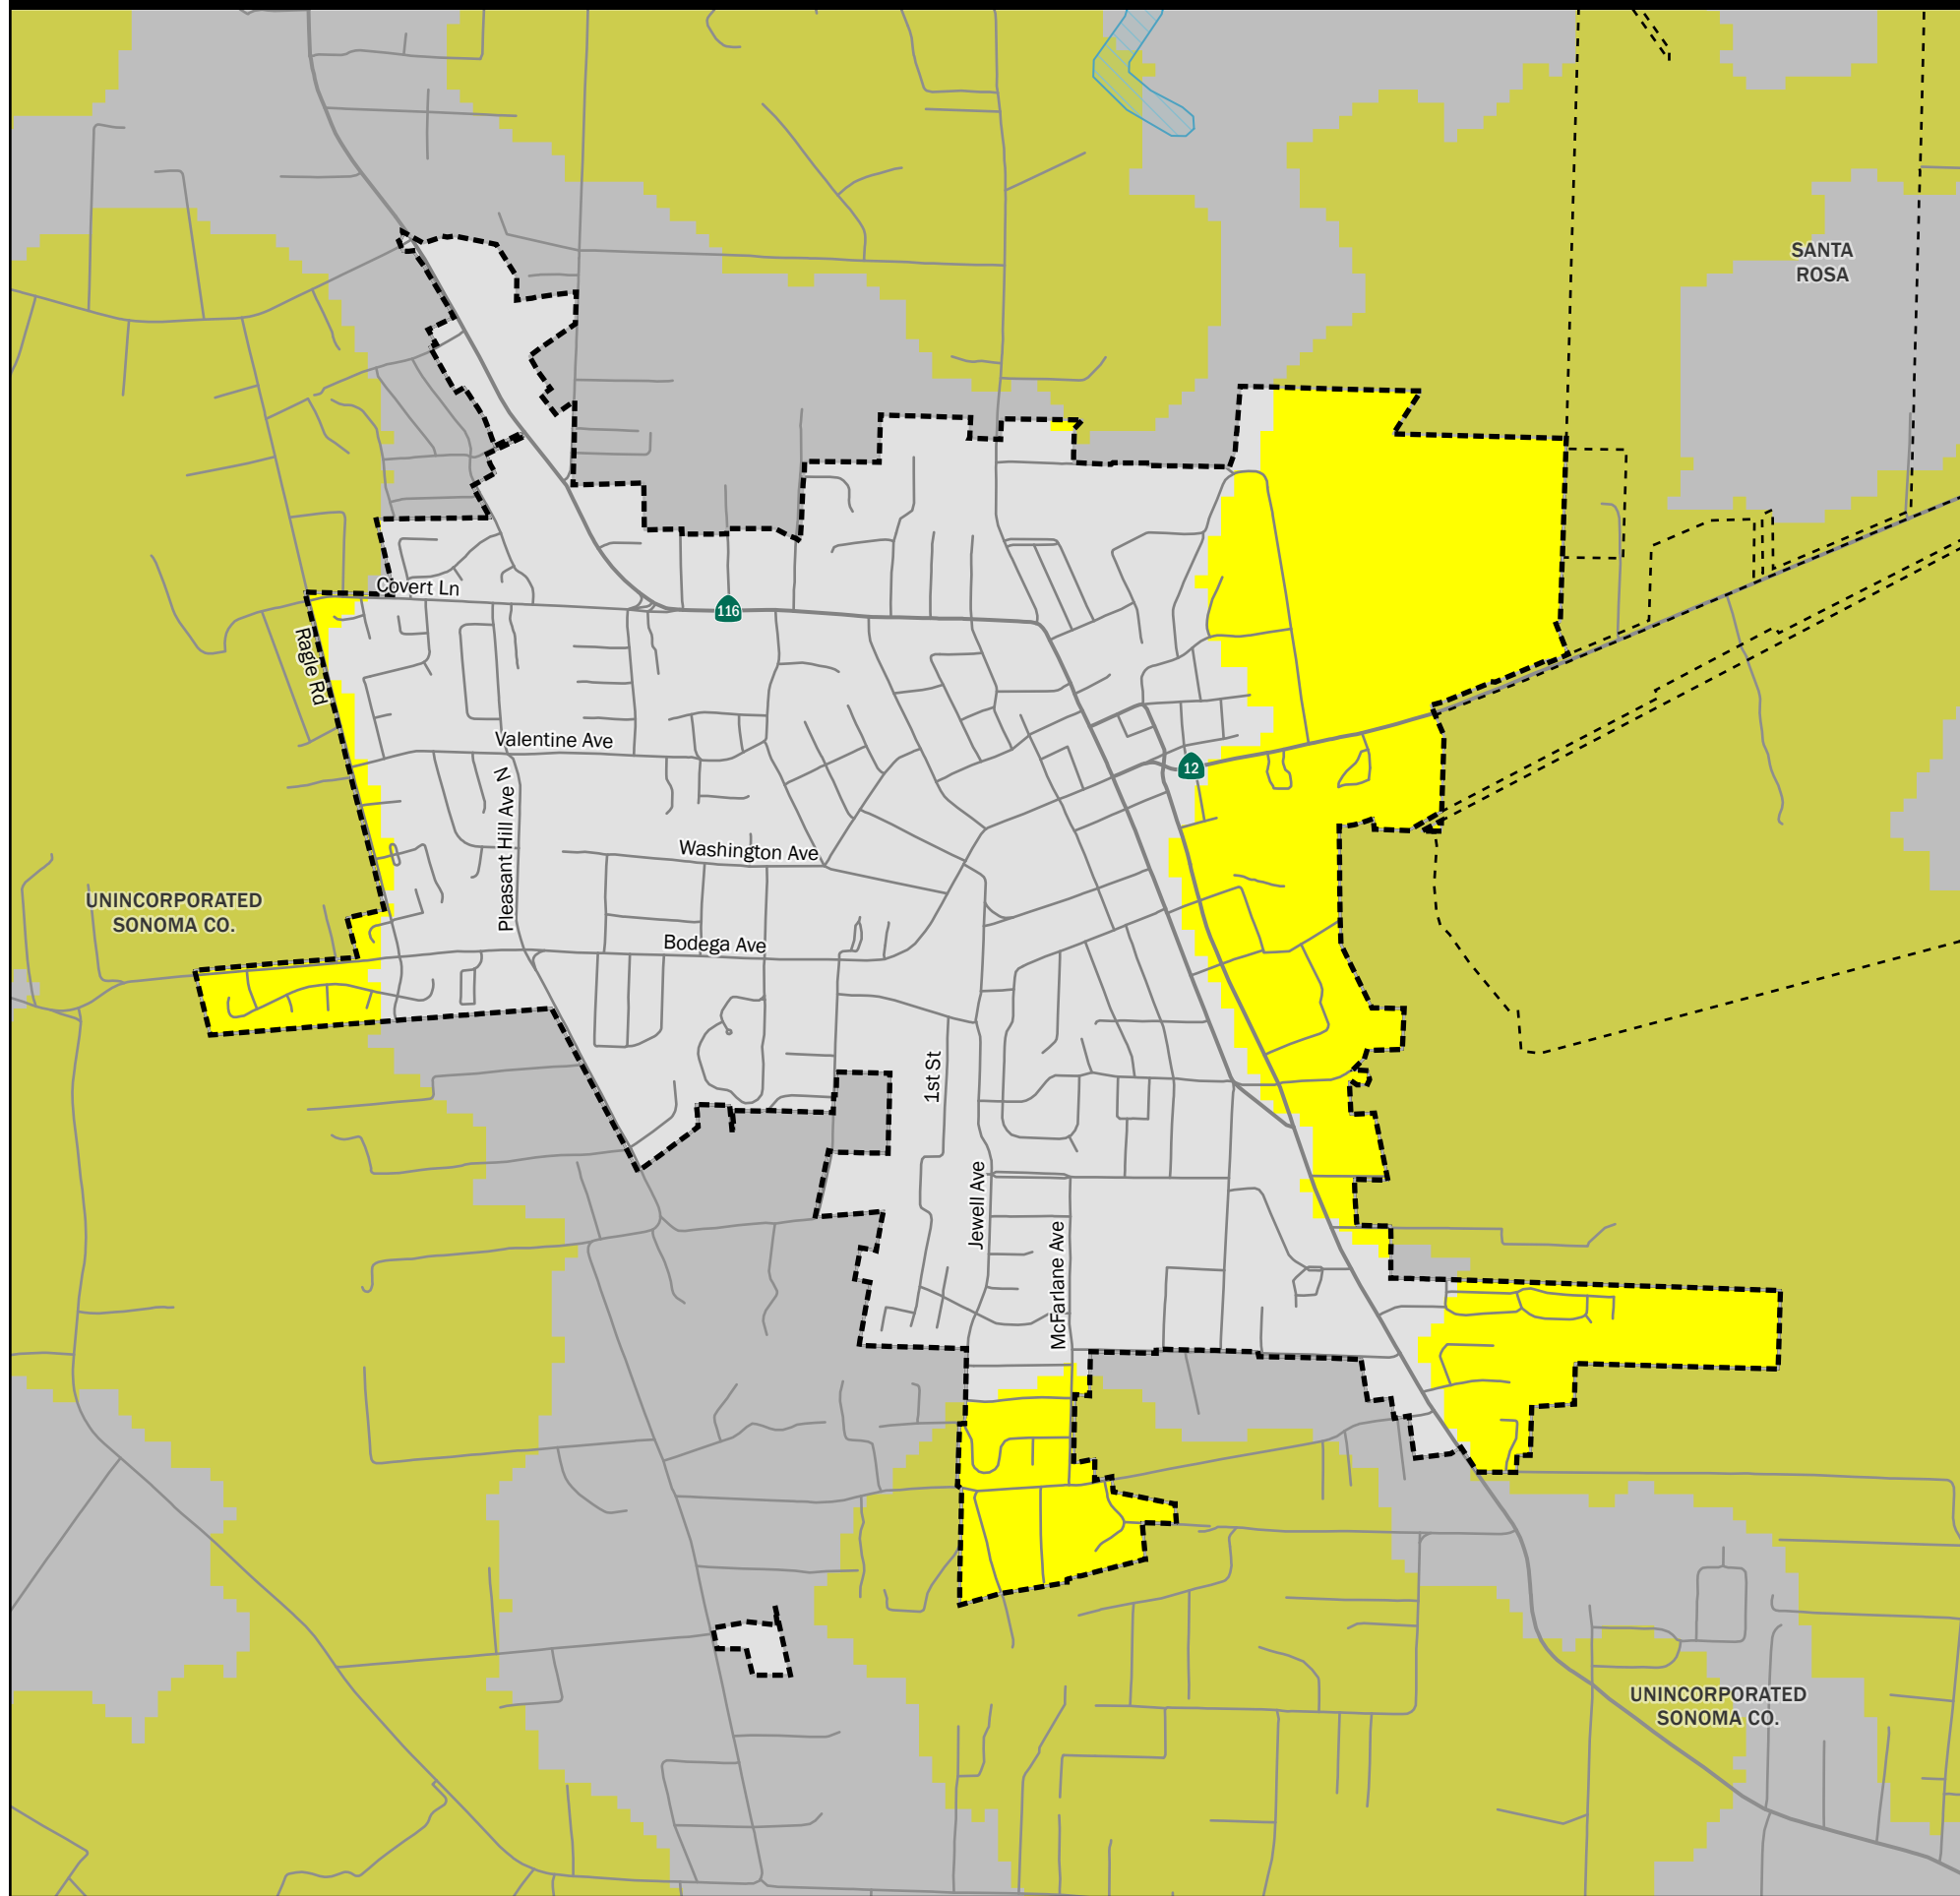 SANTA
ROSA
Covert Ln
116
Ragle Rd
Valentine Ave
12
N
Pleasant Hill Ave
Washington Ave
UNINCORPORATED
SONOMA CO.
Bodega Ave
1st St
Jewell Ave
McFarlane Ave
UNINCORPORATED
SONOMA CO.